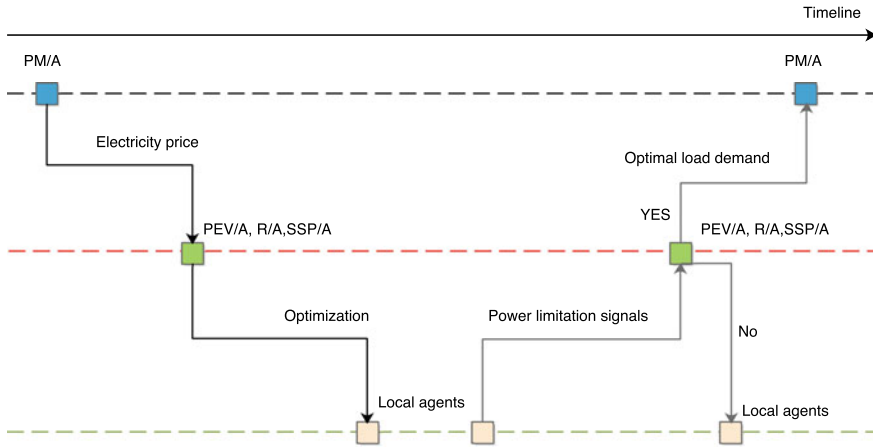 Timeline
PM/A
PM/A
Electricity price
Optimal load demand
YES
PEV/A, R/A,SSP/A
PEV/A, R/A,SSP/A
Optimization
Power limitation signals
No
Local agents
Local agents